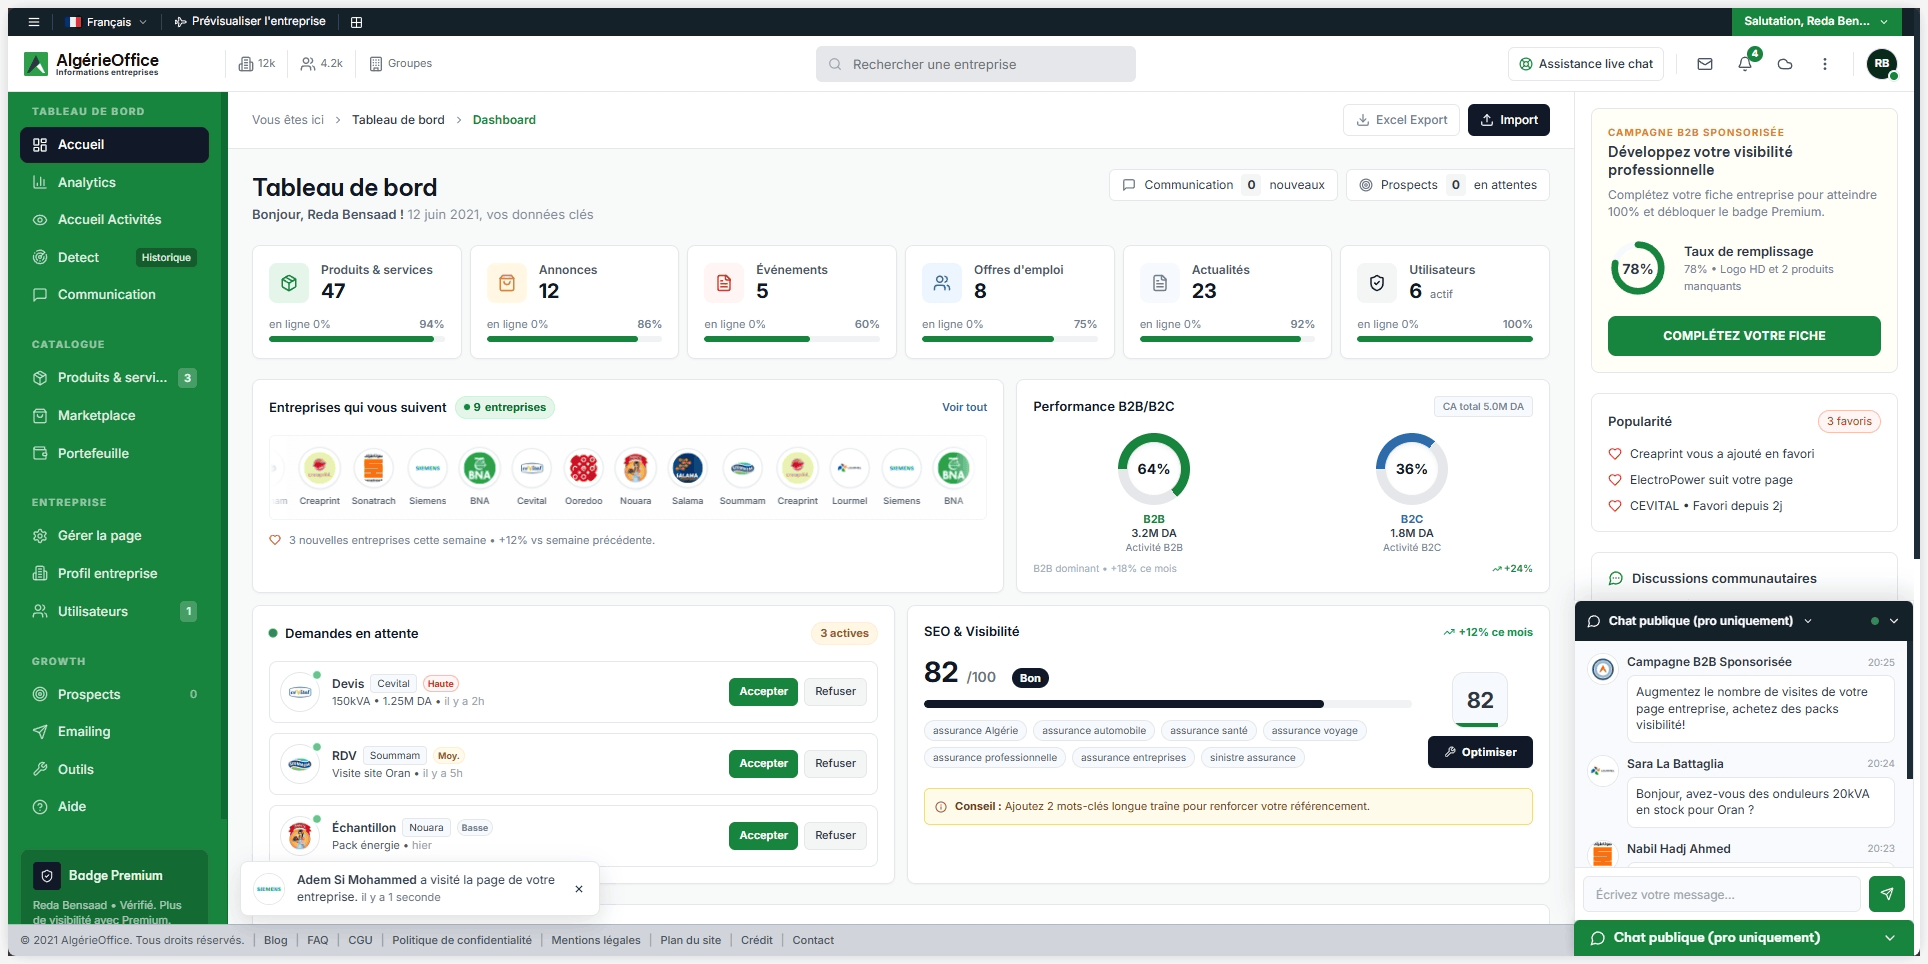 Français
Prévisualiser l'entreprise
Salutation, Reda Ben...
AlgérieOffice
Informations entreprises
12k
4.2k
Groupes
Rechercher une entreprise
Assistance live chat
4
RB
TABLEAU DE BORD
Accueil
Analytics
Accueil Activités
Detect Historique
Communication
CATALOGUE
Produits & servi... 3
Marketplace
Portefeuille
ENTREPRISE
Gérer la page
Profil entreprise
Utilisateurs 1
GROWTH
Prospects 0
Emailing
Outils
Aide
Badge Premium
Reda Bensaad • Vérifié. Plus
de visibilité avec Premium.
Vous êtes ici > Tableau de bord > Dashboard
Excel Export
Import
Tableau de bord
Bonjour, Reda Bensaad ! 12 juin 2021, vos données clés
Communication 0 nouveaux
Prospects 0 en attentes
Produits & services
47
en ligne 0% 94%
Annonces
12
en ligne 0% 86%
Événements
5
en ligne 0% 60%
Offres d'emploi
8
en ligne 0% 75%
Actualités
23
en ligne 0% 92%
Utilisateurs
6 actif
en ligne 0% 100%
Entreprises qui vous suivent 9 entreprises Voir tout
SIEMENS BNA cevital SALAMA Soummam SIEMENS BNA
am Creaprint Sonatrach Siemens BNA Cevital Ooredoo Nouara Salama Soummam Creaprint Lourmel Siemens BNA
3 nouvelles entreprises cette semaine • +12% vs semaine précédente.
Performance B2B/B2C CA total 5.0M DA
64%
B2B
3.2M DA
Activité B2B
36%
B2C
1.8M DA
Activité B2C
B2B dominant • +18% ce mois +24%
Demandes en attente 3 actives
Devis Cevital Haute
150kVA • 1.25M DA • il y a 2h
Accepter Refuser
RDV Soummam Moy.
Visite site Oran • il y a 5h
Accepter Refuser
Échantillon Nouara Basse
Pack énergie • hier
Accepter Refuser
SEO & Visibilité +12% ce mois
82 /100 Bon
82
assurance Algérie assurance automobile assurance santé assurance voyage
assurance professionnelle assurance entreprises sinistre assurance
Optimiser
Conseil : Ajoutez 2 mots-clés longue traîne pour renforcer votre référencement.
SIEMENS
Adem Si Mohammed a visité la page de votre
entreprise. il y a 1 seconde
CAMPAGNE B2B SPONSORISÉE
Développez votre visibilité
professionnelle
Complétez votre fiche entreprise pour atteindre
100% et débloquer le badge Premium.
78%
Taux de remplissage
78% • Logo HD et 2 produits
manquants
COMPLÉTEZ VOTRE FICHE
Popularité 3 favoris
Creaprint vous a ajouté en favori
ElectroPower suit votre page
CEVITAL • Favori depuis 2j
Discussions communautaires
Chat publique (pro uniquement)
Campagne B2B Sponsorisée 20:25
Augmentez le nombre de visites de votre
page entreprise, achetez des packs
visibilité!
Sara La Battaglia 20:24
Bonjour, avez-vous des onduleurs 20kVA
en stock pour Oran ?
Nabil Hadj Ahmed 20:23
Écrivez votre message...
Chat publique (pro uniquement)
© 2021 AlgérieOffice. Tous droits réservés. | Blog | FAQ | CGU | Politique de confidentialité | Mentions légales | Plan du site | Crédit | Contact